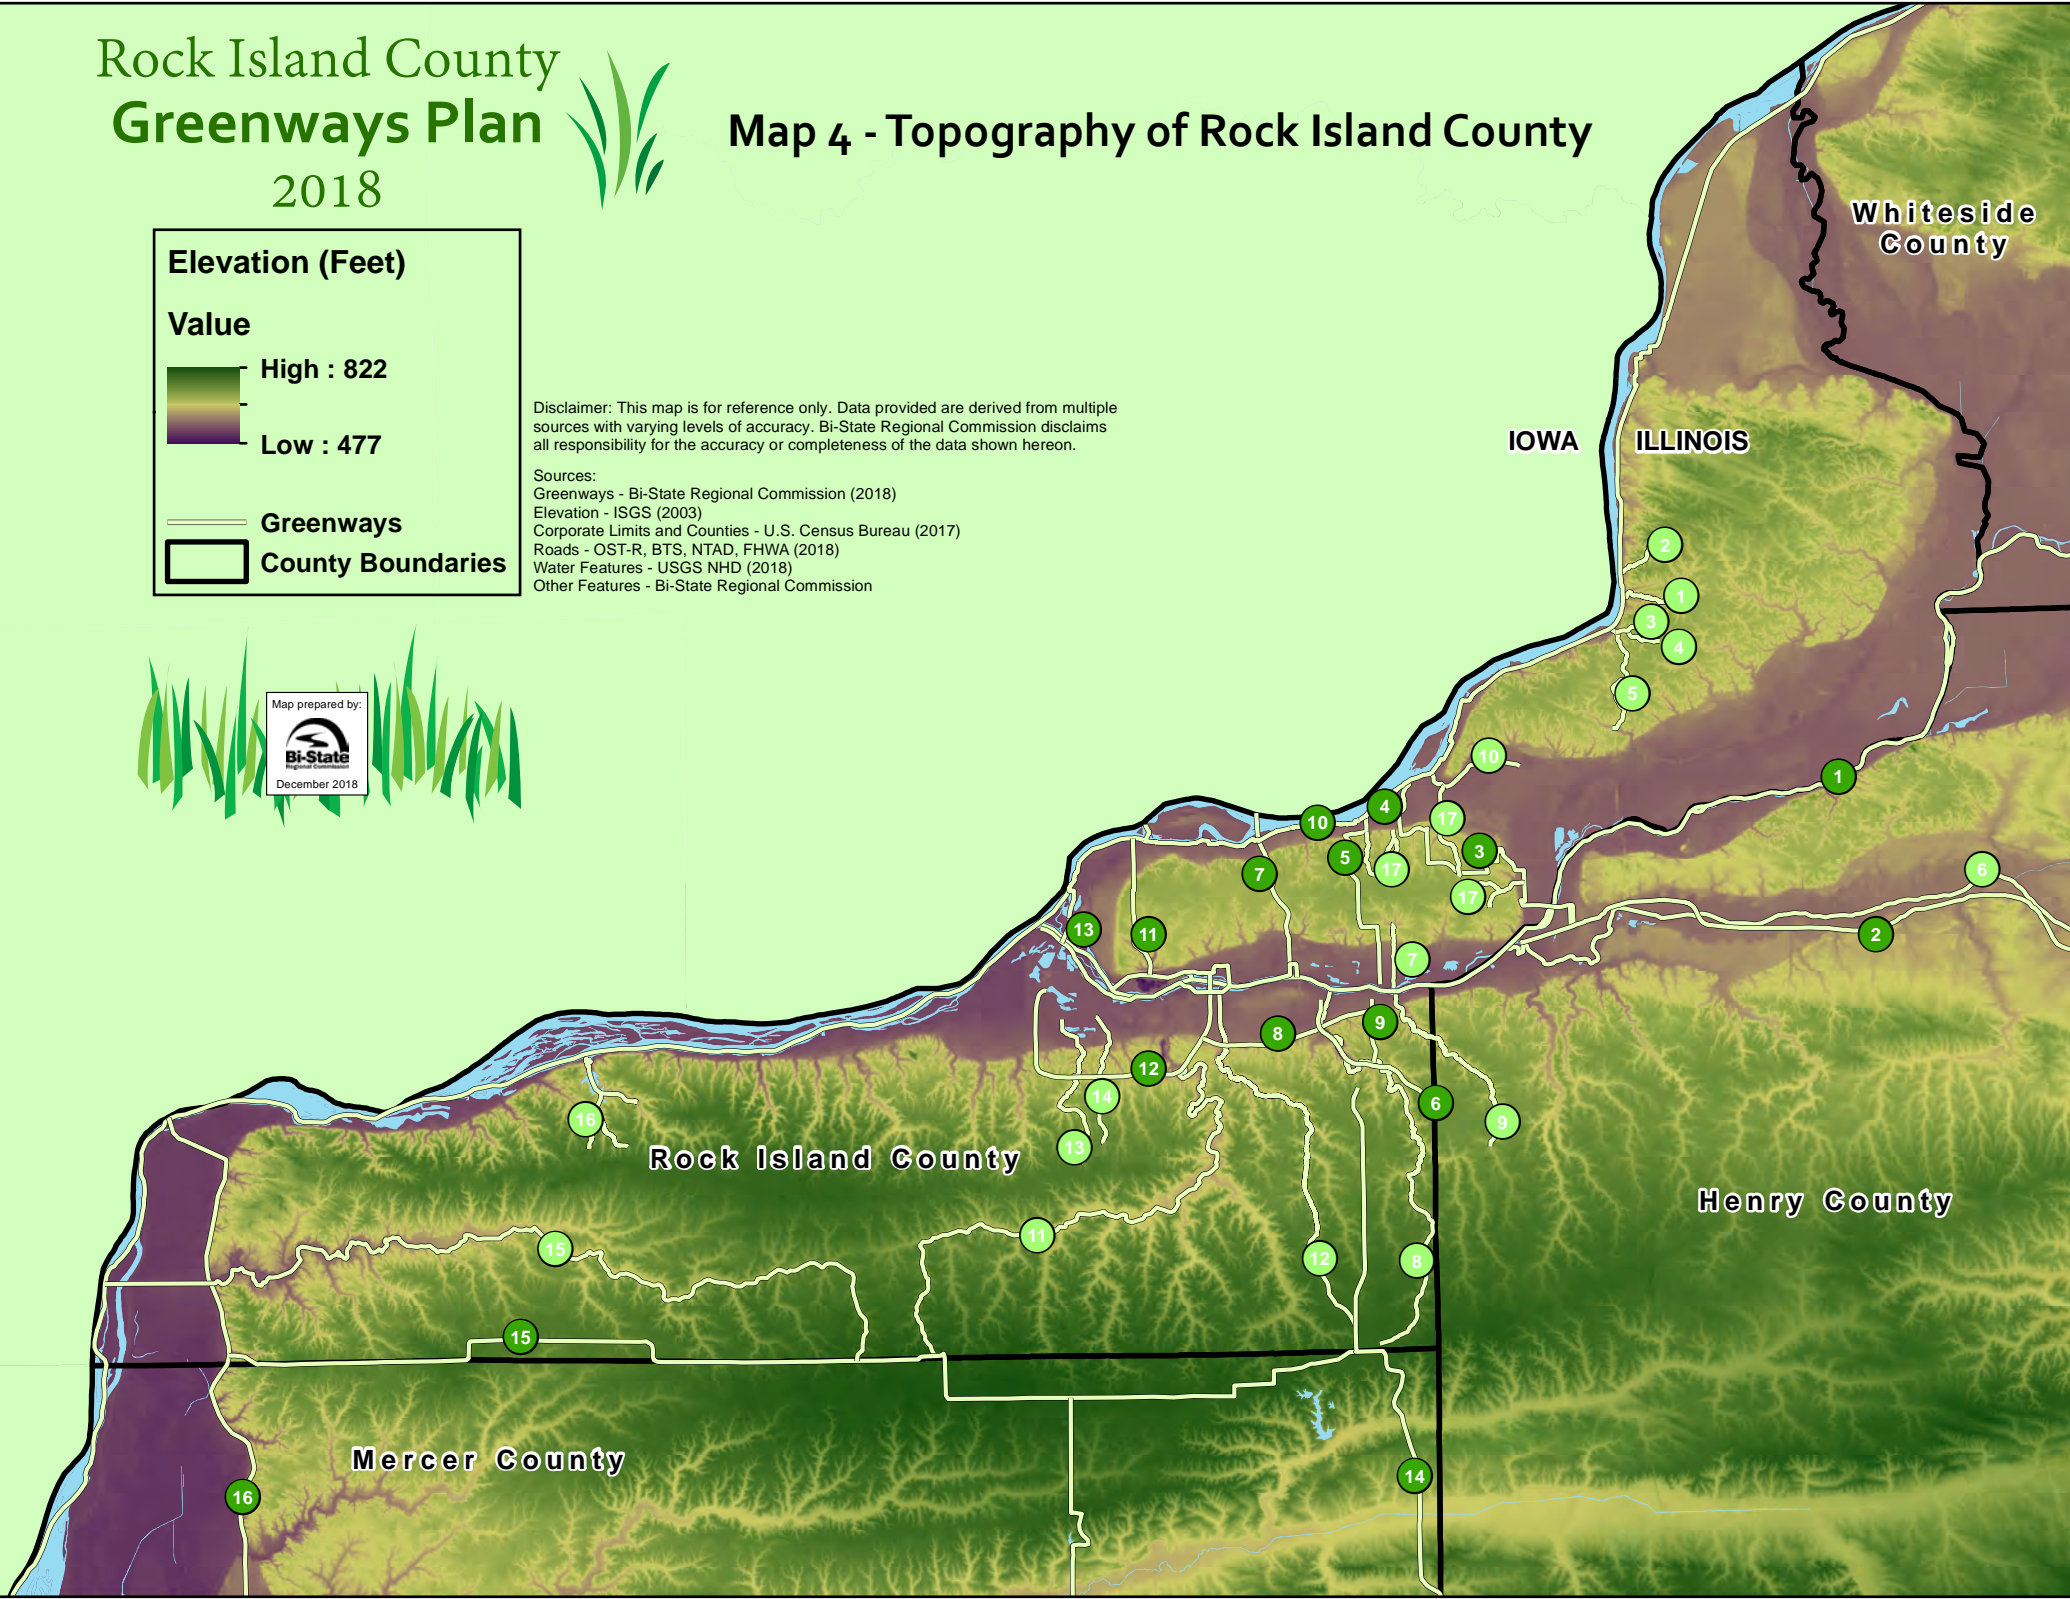 Rock Island County
Greenways Plan
2018
Map 4 - Topography of Rock Island County
Elevation (Feet)
Value
High : 822
Low : 477
Greenways
County Boundaries
Disclaimer: This map is for reference only. Data provided are derived from multiple
sources with varying levels of accuracy. Bi-State Regional Commission disclaims
all responsibility for the accuracy or completeness of the data shown hereon.
Sources:
Greenways - Bi-State Regional Commission (2018)
Elevation - ISGS (2003)
Corporate Limits and Counties - U.S. Census Bureau (2017)
Roads - OST-R, BTS, NTAD, FHWA (2018)
Water Features - USGS NHD (2018)
Other Features - Bi-State Regional Commission
Map prepared by:
Bi-State
Regional Commission
December 2018
Whiteside
County
IOWA
ILLINOIS
2
1
3
4
5
10
1
4
10
17
3
5
17
7
6
17
13
11
2
7
9
8
12
14
6
16
9
13
Rock Island County
Henry County
11
15
12
8
15
Mercer County
14
16